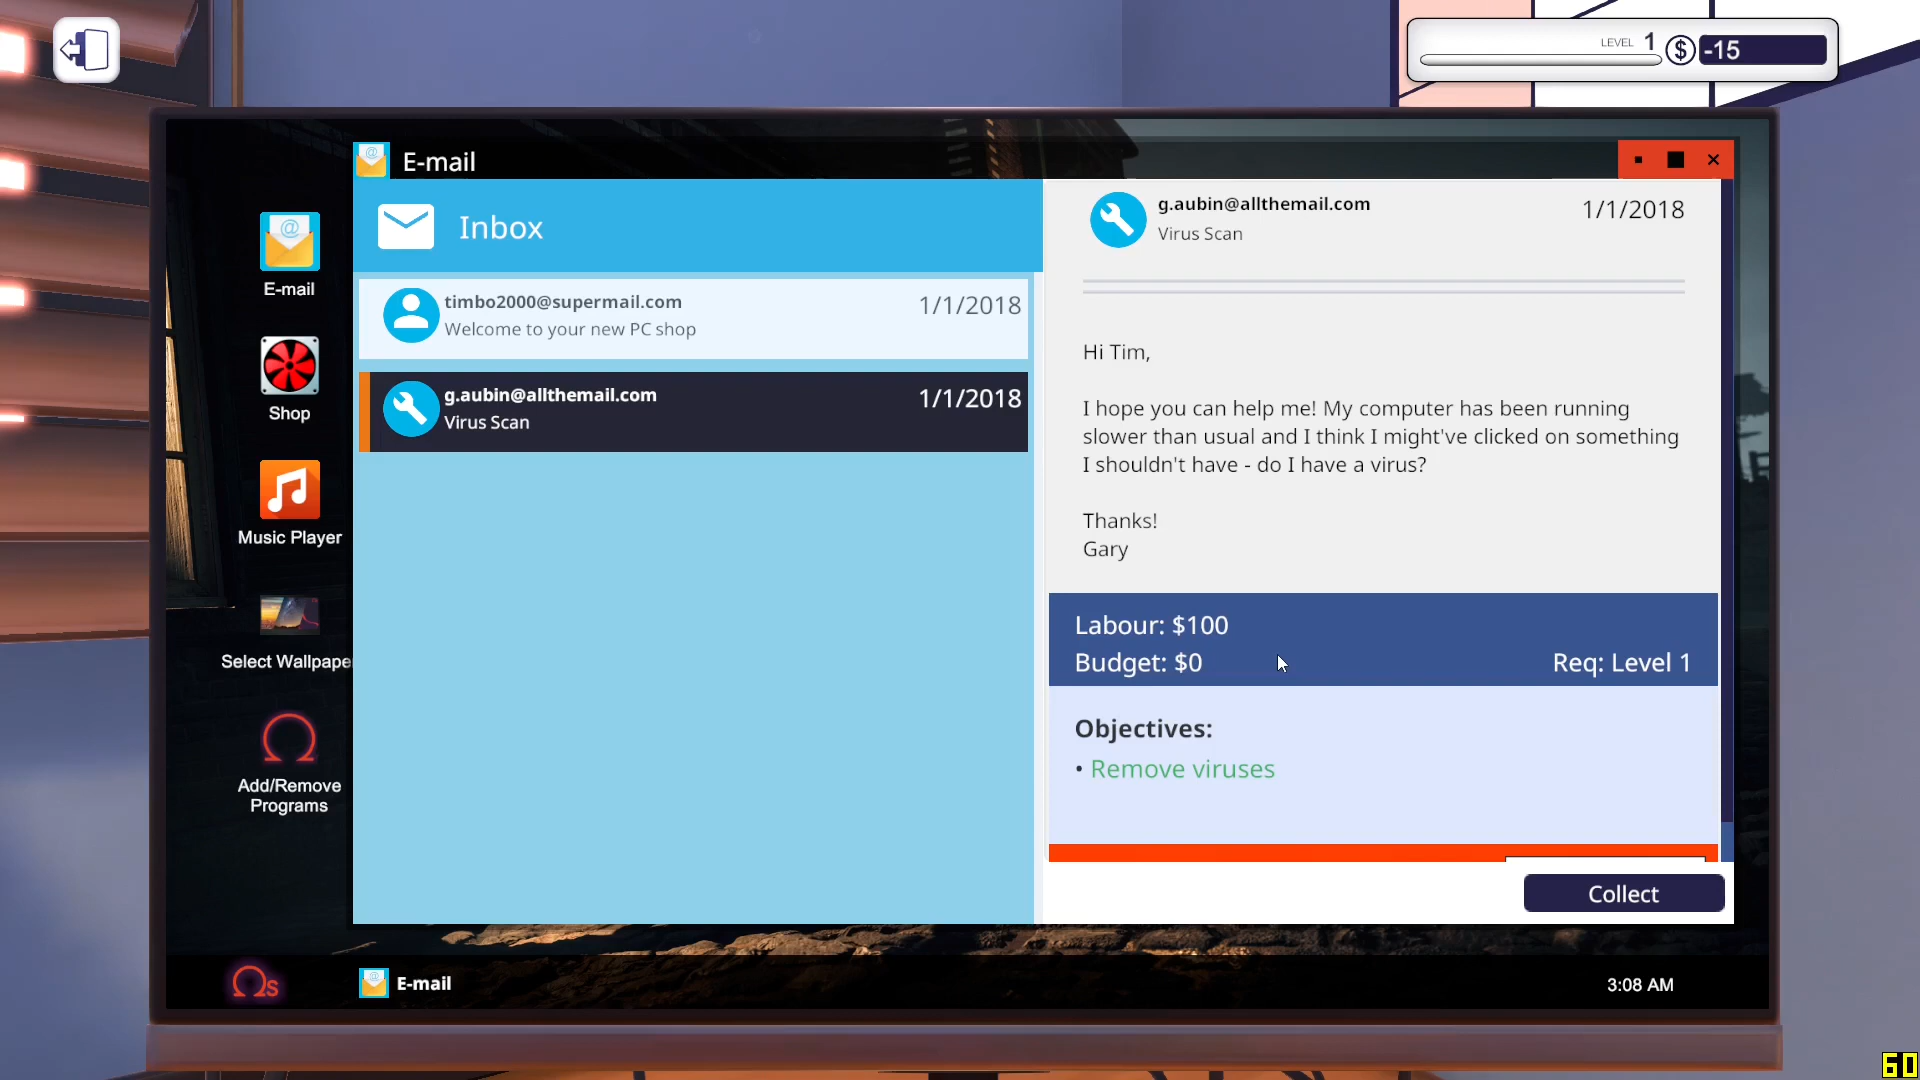 LEVEL 1 $ -15
E-mail
Inbox
timbo2000@supermail.com 1/1/2018
Welcome to your new PC shop
g.aubin@allthemail.com 1/1/2018
Virus Scan
g.aubin@allthemail.com 1/1/2018
Virus Scan
Hi Tim,
I hope you can help me! My computer has been running
slower than usual and I think I might've clicked on something
I shouldn't have - do I have a virus?
Thanks!
Gary
Labour: $100
Budget: $0 Req: Level 1
Objectives:
• Remove viruses
Collect
E-mail
Shop
Music Player
Select Wallpape
Add/Remove
Programs
Ωs E-mail 3:08 AM
60